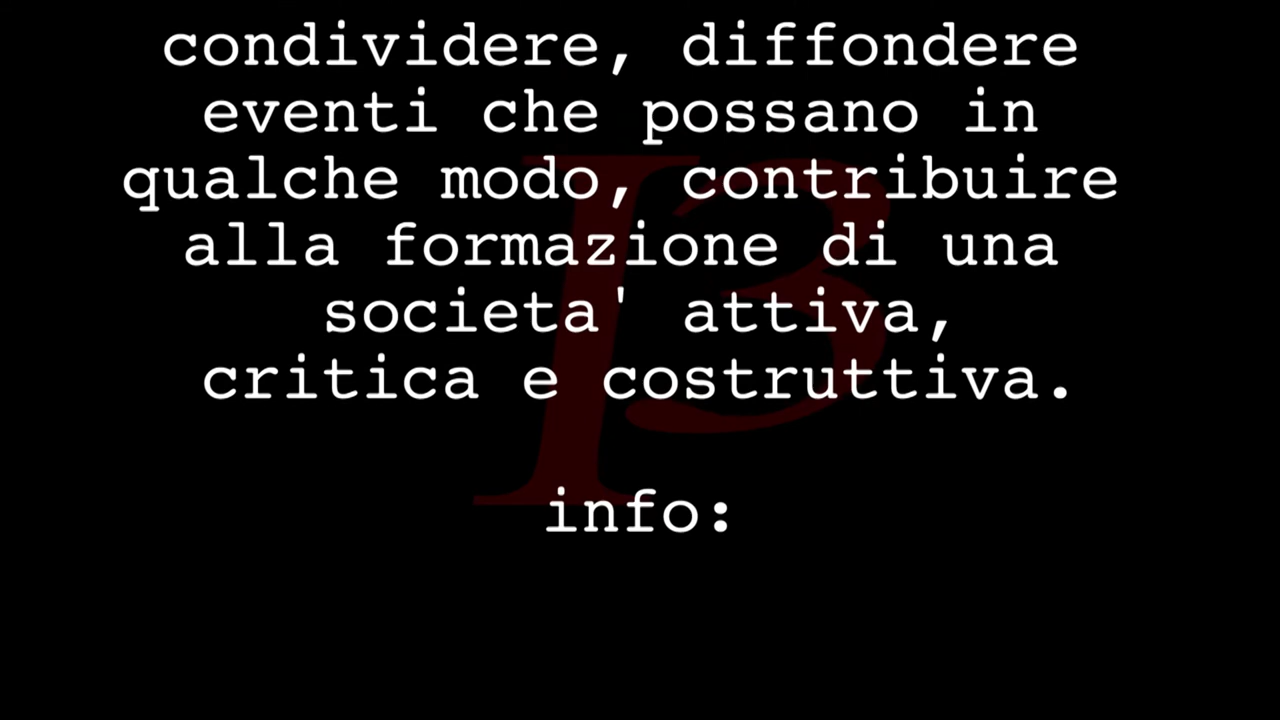 condividere, diffondere
eventi che possano in
qualche modo, contribuire
alla formazione di una
societa' attiva,
critica e costruttiva.
info: